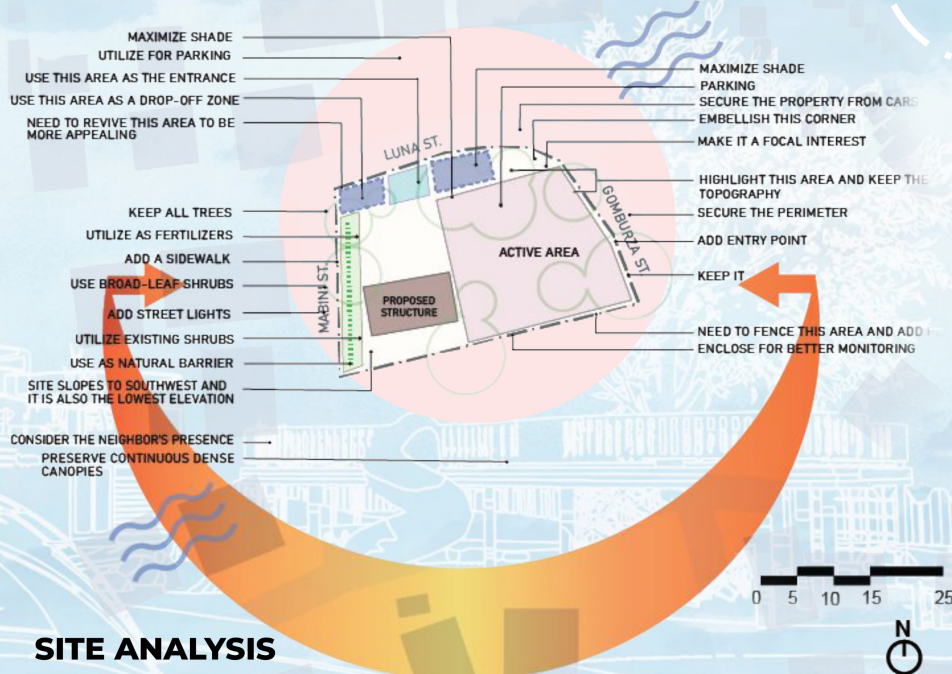 MAXIMIZE SHADE
UTILIZE FOR PARKING
USE THIS AREA AS THE ENTRANCE
USE THIS AREA AS A DROP-OFF ZONE
NEED TO REVIVE THIS AREA TO BE
MORE APPEALING
KEEP ALL TREES
UTILIZE AS FERTILIZERS
ADD A SIDEWALK
USE BROAD-LEAF SHRUBS
ADD STREET LIGHTS
UTILIZE EXISTING SHRUBS
USE AS NATURAL BARRIER
SITE SLOPES TO SOUTHWEST AND
IT IS ALSO THE LOWEST ELEVATION
CONSIDER THE NEIGHBOR'S PRESENCE
PRESERVE CONTINUOUS DENSE
CANOPIES
LUNA ST.
MABINI ST.
GOMBURZA ST.
ACTIVE AREA
PROPOSED
STRUCTURE
MAXIMIZE SHADE
PARKING
SECURE THE PROPERTY FROM CARS
EMBELLISH THIS CORNER
MAKE IT A FOCAL INTEREST
HIGHLIGHT THIS AREA AND KEEP THE
TOPOGRAPHY
SECURE THE PERIMETER
ADD ENTRY POINT
KEEP IT
NEED TO FENCE THIS AREA AND ADD
ENCLOSE FOR BETTER MONITORING
0 5 10 15 25
N
SITE ANALYSIS